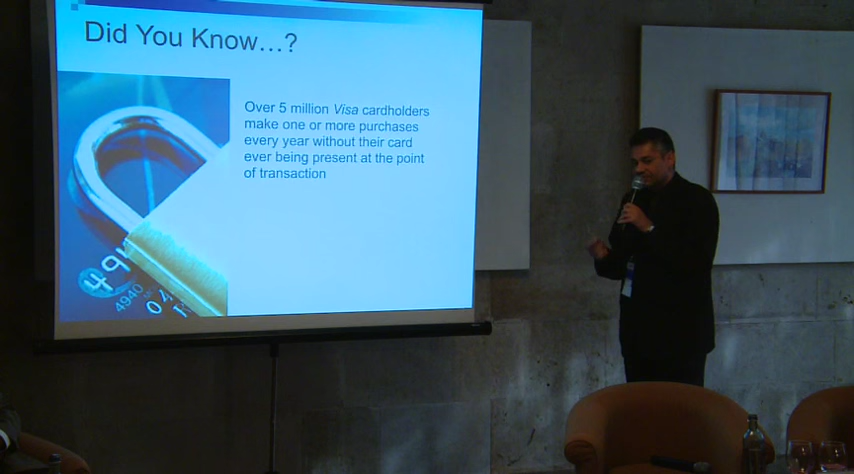 Did You Know…?
Over 5 million Visa cardholders
make one or more purchases
every year without their card
ever being present at the point
of transaction
4940